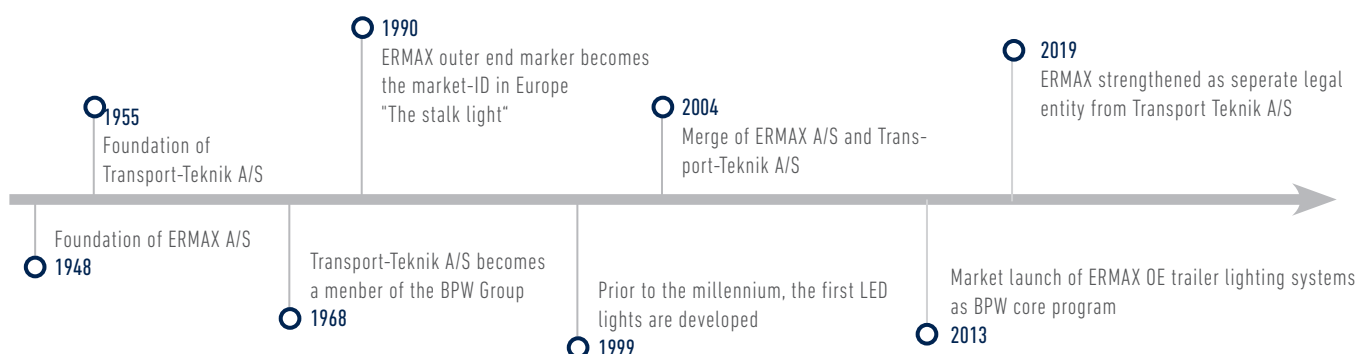 1990
ERMAX outer end marker becomes
the market-ID in Europe
"The stalk light“
2019
ERMAX strengthened as seperate legal
entity from Transport Teknik A/S
1955
Foundation of
Transport-Teknik A/S
2004
Merge of ERMAX A/S and Trans-
port-Teknik A/S
Foundation of ERMAX A/S
1948
Transport-Teknik A/S becomes
a menber of the BPW Group
1968
Prior to the millennium, the first LED
lights are developed
1999
Market launch of ERMAX OE trailer lighting systems
as BPW core program
2013